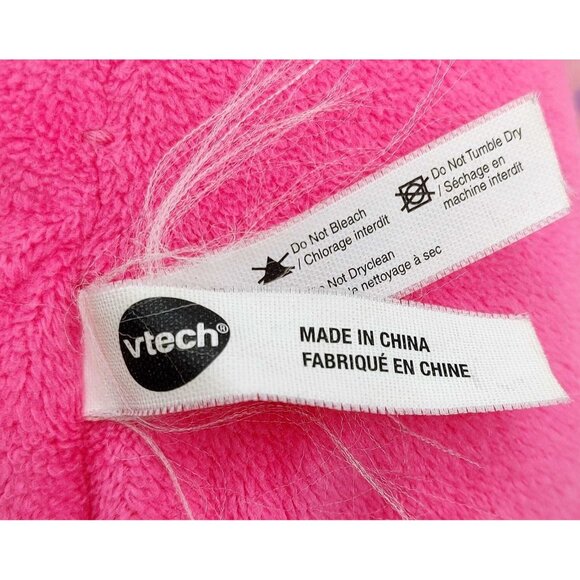 Do Not Bleach
/ Chlorage interdit
Do Not Tumble Dry
/ Séchage en
machine interdit
Not Dryclean
nettoyage à sec
vtech®
MADE IN CHINA
FABRIQUÉ EN CHINE